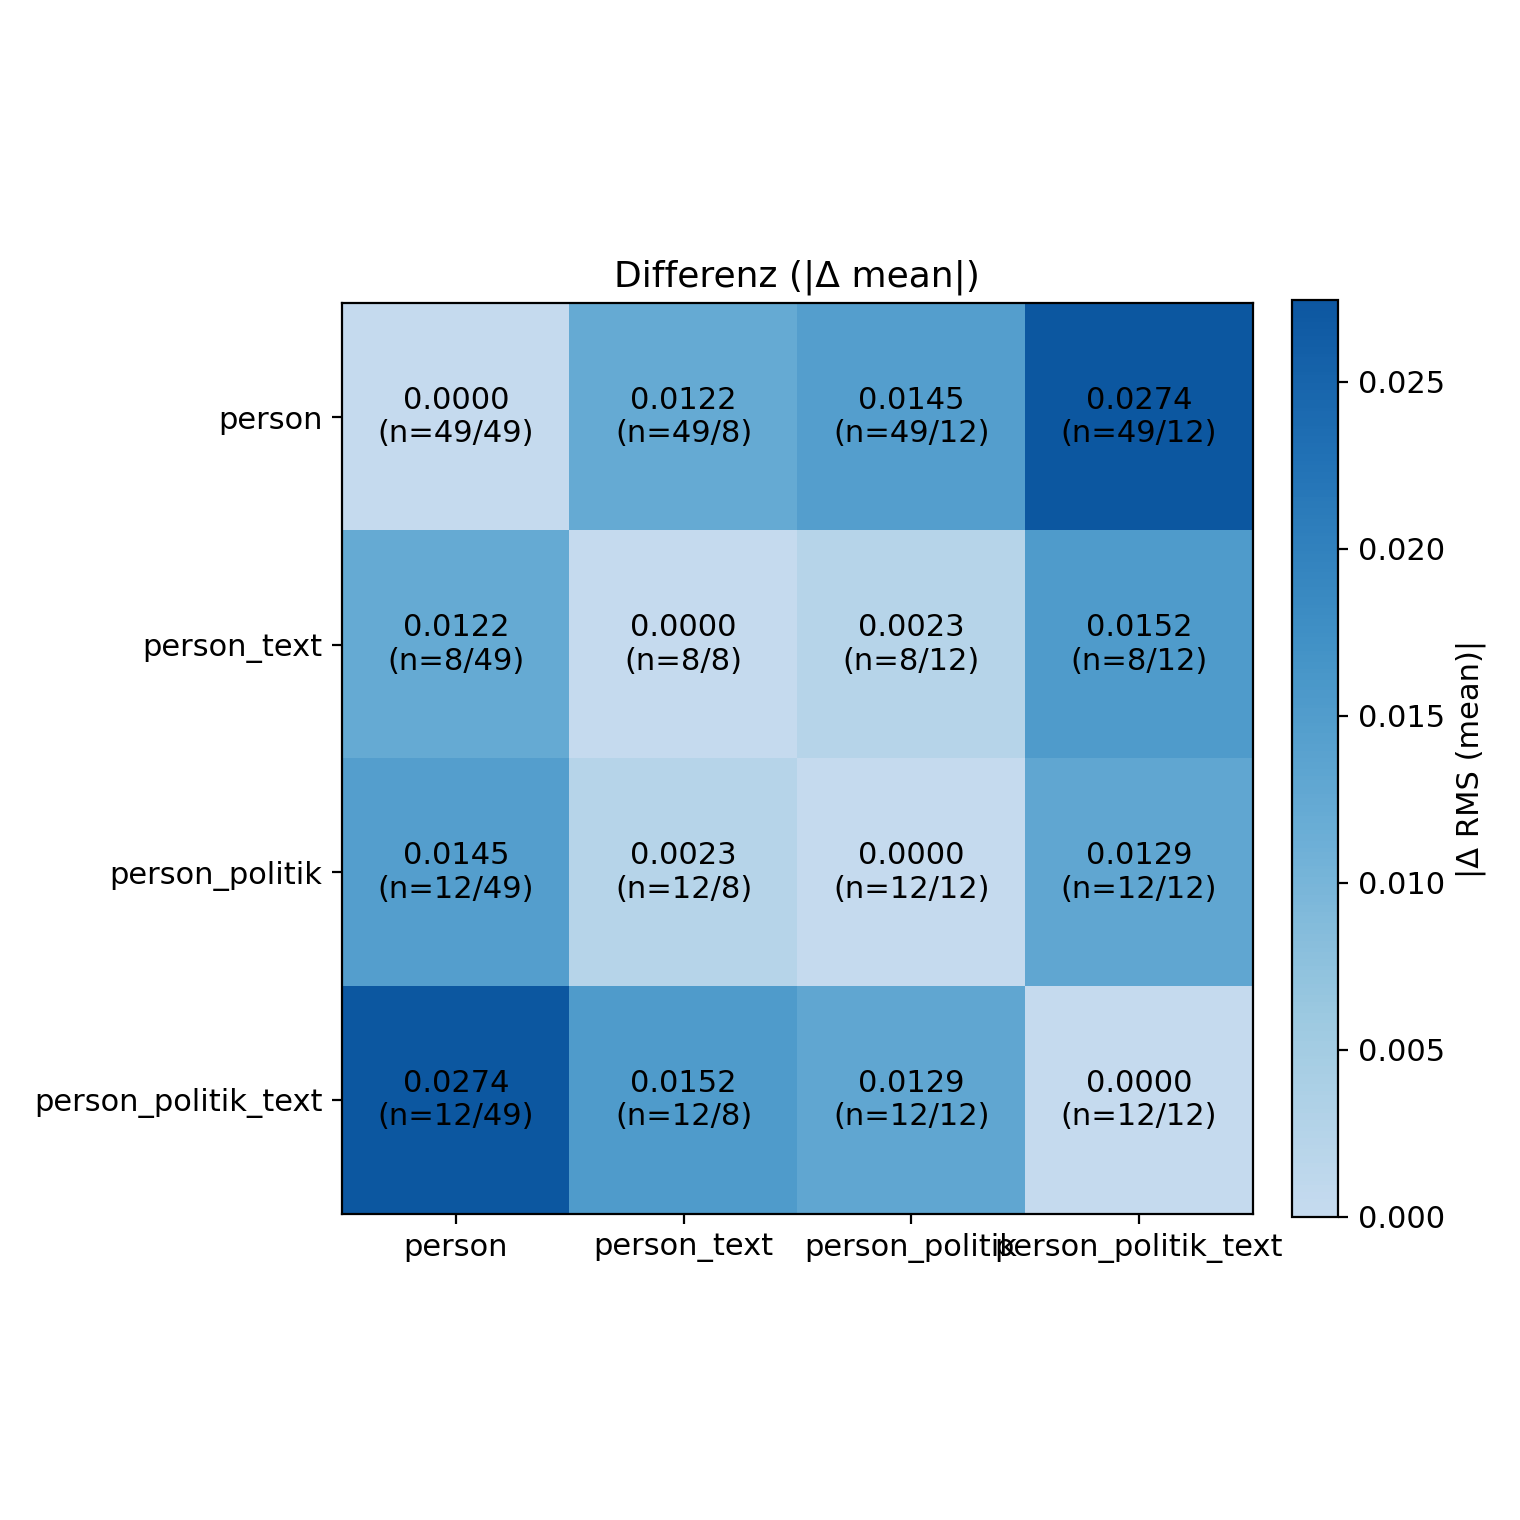 Differenz (|Δ mean|)
person
0.0000
(n=49/49)
0.0122
(n=49/8)
0.0145
(n=49/12)
0.0274
(n=49/12)
person_text
0.0122
(n=8/49)
0.0000
(n=8/8)
0.0023
(n=8/12)
0.0152
(n=8/12)
person_politik
0.0145
(n=12/49)
0.0023
(n=12/8)
0.0000
(n=12/12)
0.0129
(n=12/12)
person_politik_text
0.0274
(n=12/49)
0.0152
(n=12/8)
0.0129
(n=12/12)
0.0000
(n=12/12)
person
person_text
person_politik
person_politik_text
0.025
0.020
0.015
0.010
0.005
0.000
|Δ RMS (mean)|